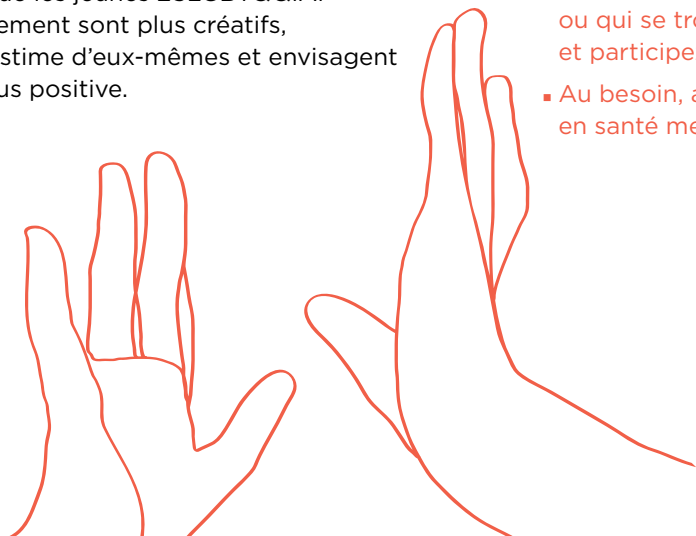 ement sont plus créatifs,
stime d'eux-mêmes et envisagent
us positive.
ou qui se tro
et participe
▪ Au besoin, a
en santé me